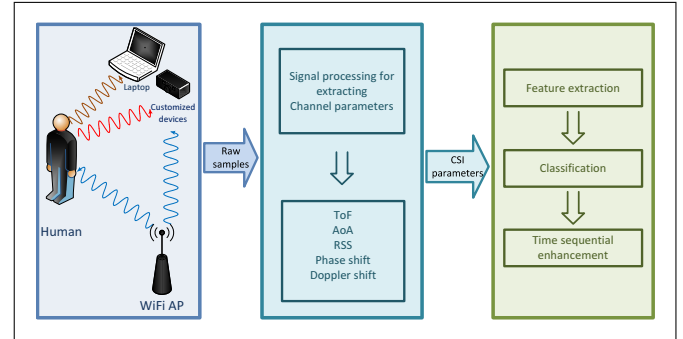 Laptop
Customized
devices
Human
WiFi AP
Raw
samples
Signal processing for
extracting
Channel parameters
ToF
AoA
RSS
Phase shift
Doppler shift
CSI
parameters
Feature extraction
Classification
Time sequential
enhancement